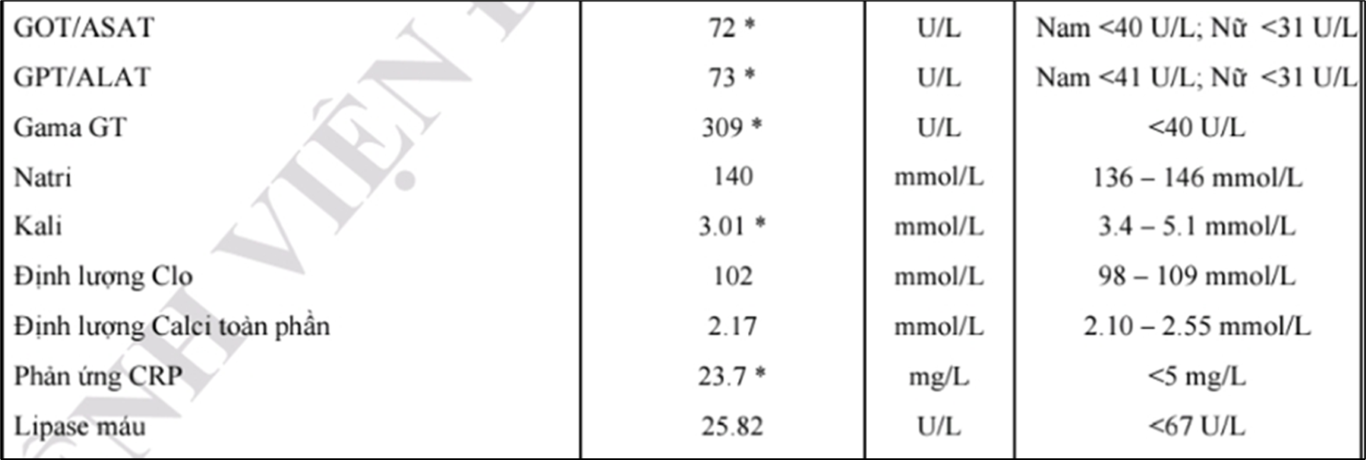 GOT/ASAT 72 * U/L Nam <40 U/L; Nữ <31 U/L
GPT/ALAT 73 * U/L Nam <41 U/L; Nữ <31 U/L
Gama GT 309 * U/L <40 U/L
Natri 140 mmol/L 136 – 146 mmol/L
Kali 3.01 * mmol/L 3.4 – 5.1 mmol/L
Định lượng Clo 102 mmol/L 98 – 109 mmol/L
Định lượng Calci toàn phần 2.17 mmol/L 2.10 – 2.55 mmol/L
Phản ứng CRP 23.7 * mg/L <5 mg/L
Lipase máu 25.82 U/L <67 U/L
VIỆN